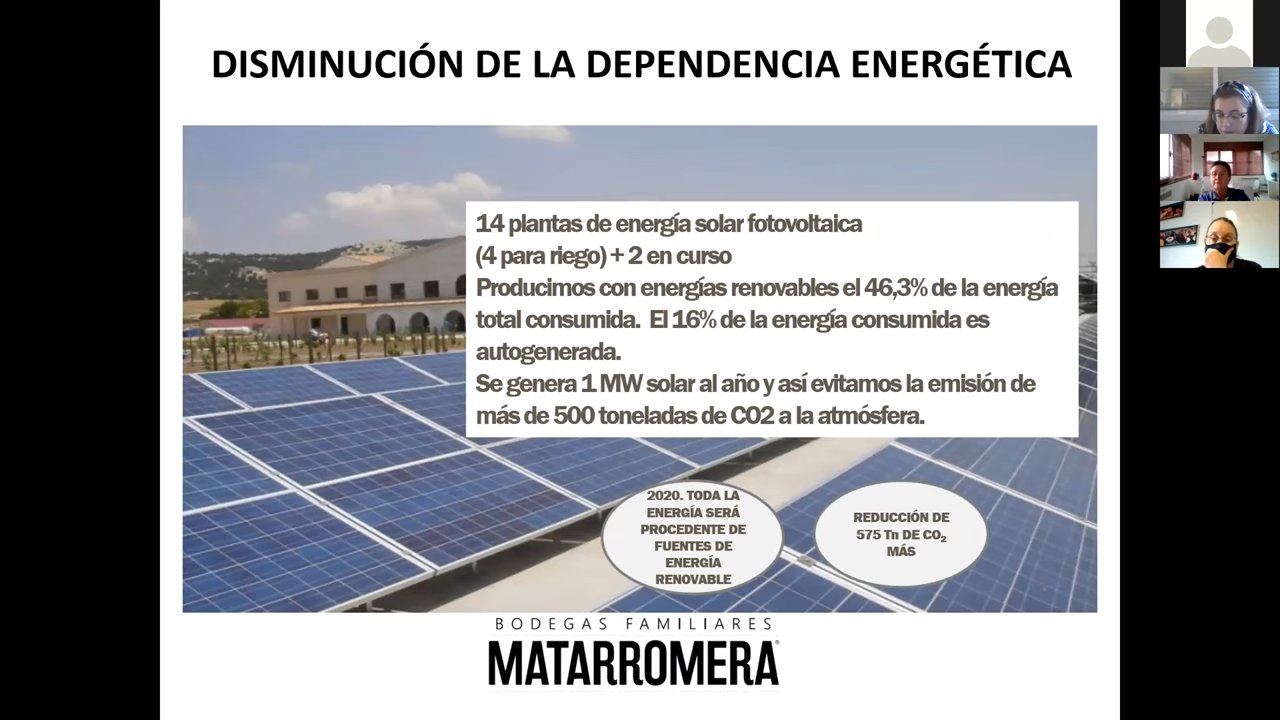 DISMINUCIÓN DE LA DEPENDENCIA ENERGÉTICA
14 plantas de energía solar fotovoltaica
(4 para riego) + 2 en curso
Producimos con energías renovables el 46,3% de la energía
total consumida. El 16% de la energía consumida es
autogenerada.
Se genera 1 MW solar al año y así evitamos la emisión de
más de 500 toneladas de CO2 a la atmósfera.
2020. TODA LA
ENERGÍA SERÁ
PROCEDENTE DE
FUENTES DE
ENERGÍA
RENOVABLE
REDUCCIÓN DE
575 Tn DE CO₂
MÁS
BODEGAS FAMILIARES
MATARROMERA®